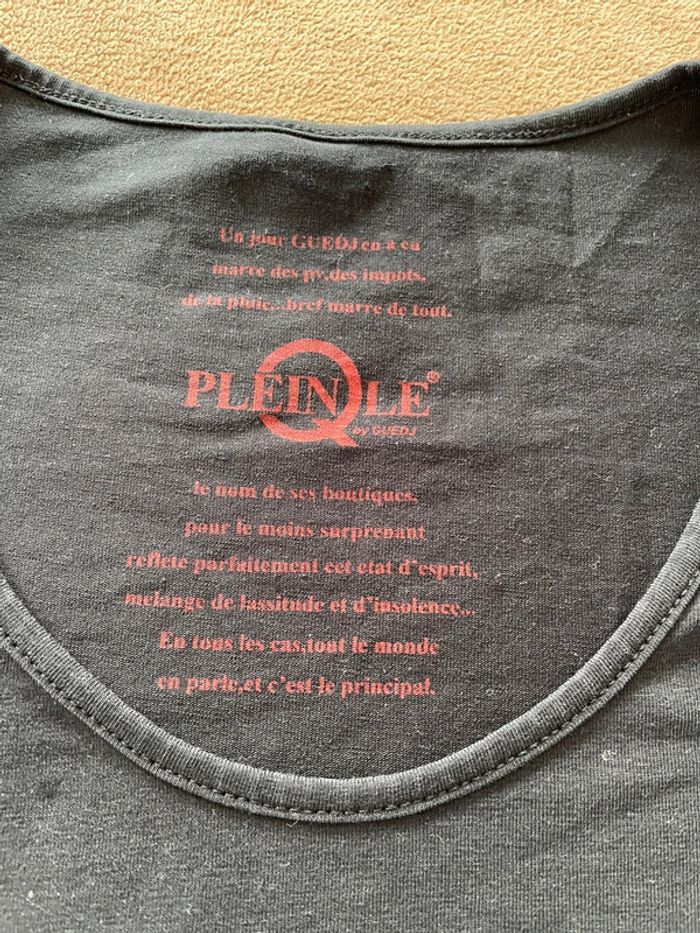 Un jour GUEDJ en a eu
marre des pv,des impots,
de la pluie...bref marre de tout.
PLEIN Q LE®
by GUEDJ
le nom de ses boutiques,
pour le moins surprenant
reflete parfaitement cet etat d'esprit,
melange de lassitude et d'insolence...
En tous les cas,tout le monde
en parle,et c'est le principal.